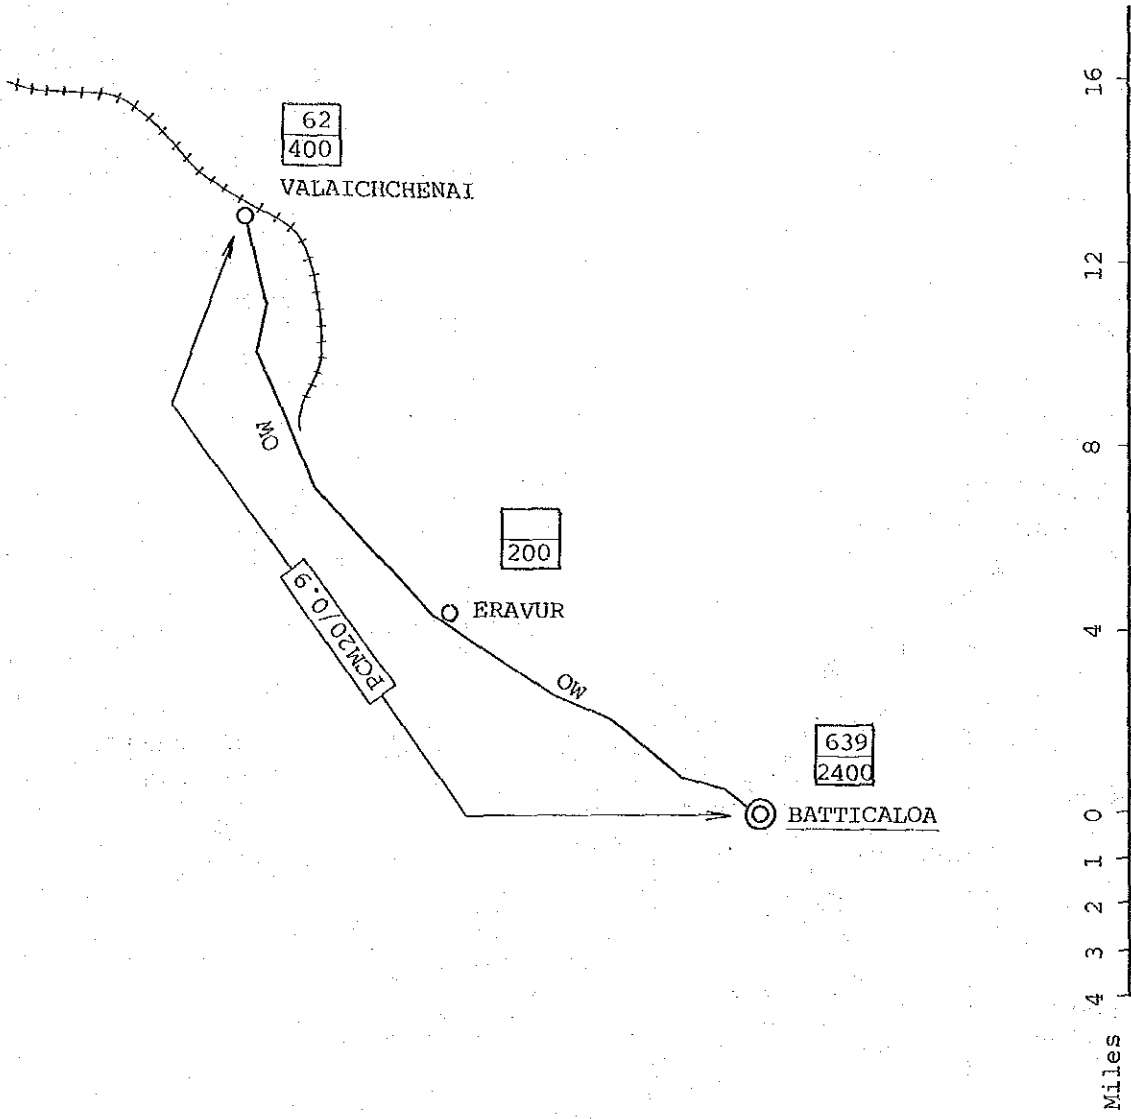 62
400
VALAICHCHENAI
OW
200
ERAVUR
PCM20/0.9
OW
639
2400
BATTICALOA
16
12
8
4
0
1
2
3
4
Miles